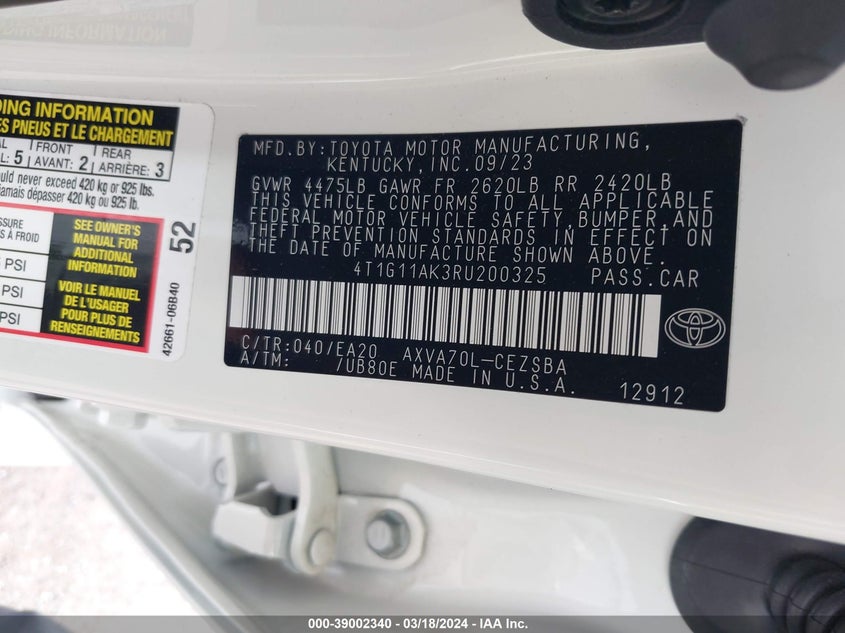 DING INFORMATION
ES PNEUS ET LE CHARGEMENT
5 FRONT AVANT: 2 REAR ARRIÈRE: 3
ould never exceed 420 kg or 925 lbs.
jamais dépasser 420 kg ou 925 lb.
À FROID
PSI
PSI
PSI
SEE OWNER'S
MANUAL FOR
ADDITIONAL
INFORMATION
VOIR LE MANUEL
DE L'USAGER
POUR PLUS DE
RENSEIGNEMENTS
52
42661-06B40
MFD.BY:TOYOTA MOTOR MANUFACTURING,
KENTUCKY,INC.09/23
GVWR 4475LB GAWR FR 2620LB RR 2420LB
THIS VEHICLE CONFORMS TO ALL APPLICABLE
FEDERAL MOTOR VEHICLE SAFETY,BUMPER,AND
THEFT PREVENTION STANDARDS IN EFFECT ON
THE DATE OF MANUFACTURE SHOWN ABOVE.
4T1G11AK3RU200325 PASS.CAR
C/TR:040/EA20 AXVA70L-CEZSBA
A/TM: /UB80E MADE IN U.S.A.
12912
000-39002340 - 03/18/2024 - IAA Inc.